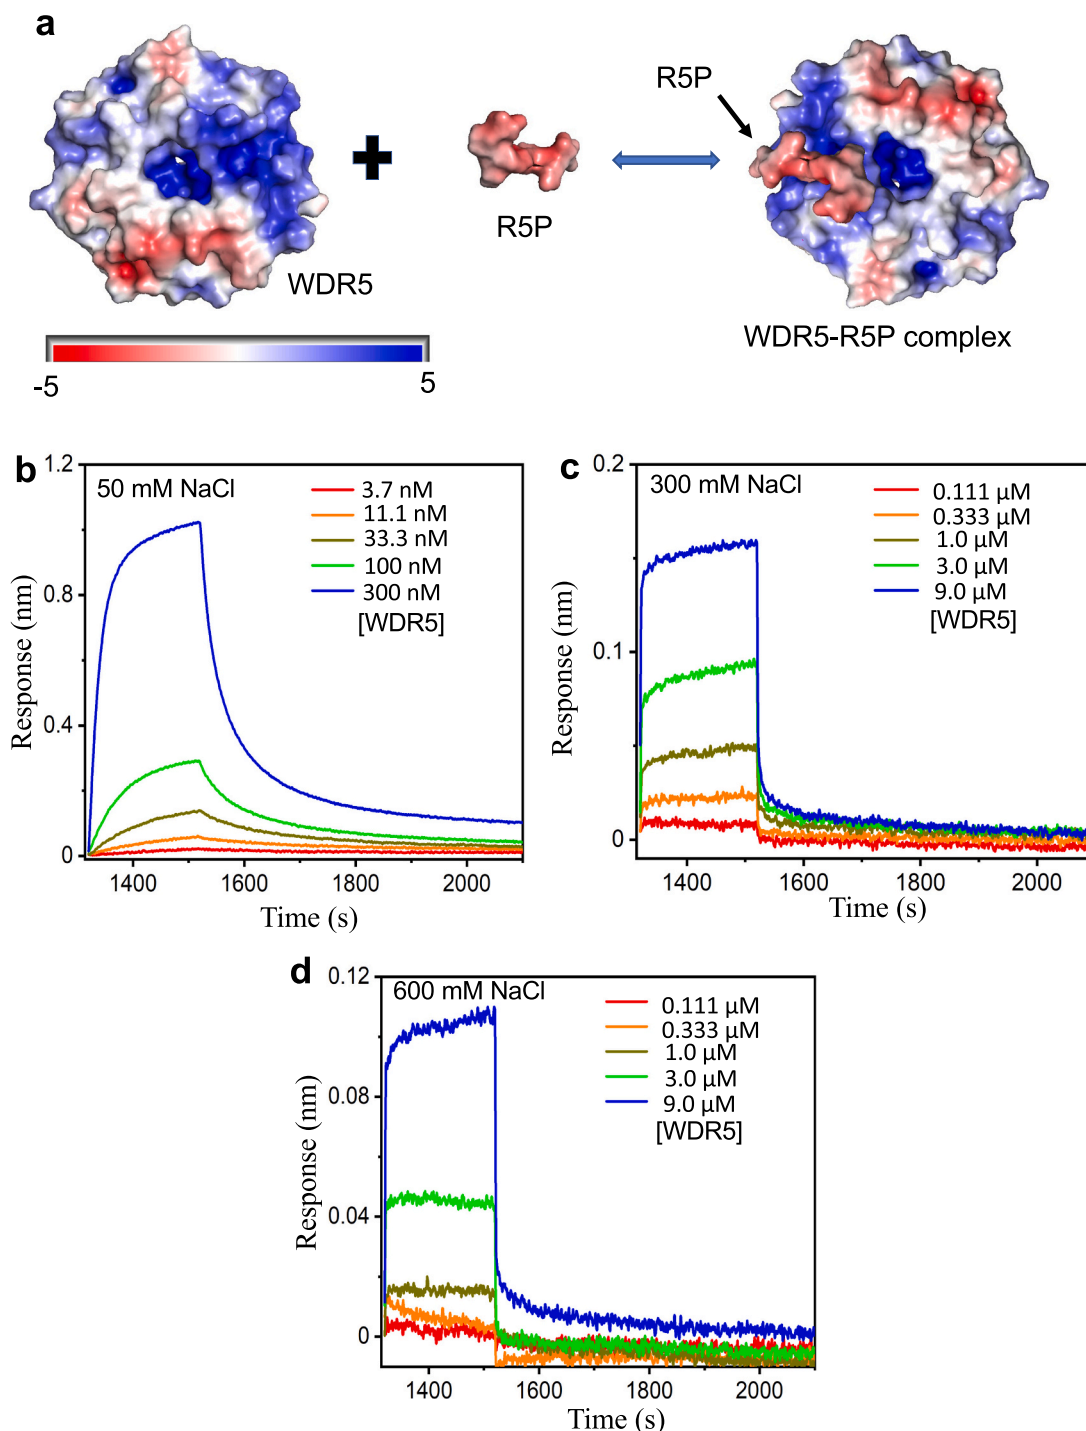 a
R5P
WDR5
R5P
WDR5-R5P complex
-5
5
b
50 mM NaCl
3.7 nM
11.1 nM
33.3 nM
100 nM
300 nM
[WDR5]
1.2
0.8
0.4
0
Response (nm)
1400 1600 1800 2000
Time (s)
c
300 mM NaCl
0.111 µM
0.333 µM
1.0 µM
3.0 µM
9.0 µM
[WDR5]
0.2
0.1
0
Response (nm)
1400 1600 1800 2000
Time (s)
d
600 mM NaCl
0.111 µM
0.333 µM
1.0 µM
3.0 µM
9.0 µM
[WDR5]
0.12
0.08
0.04
0
Response (nm)
1400 1600 1800 2000
Time (s)